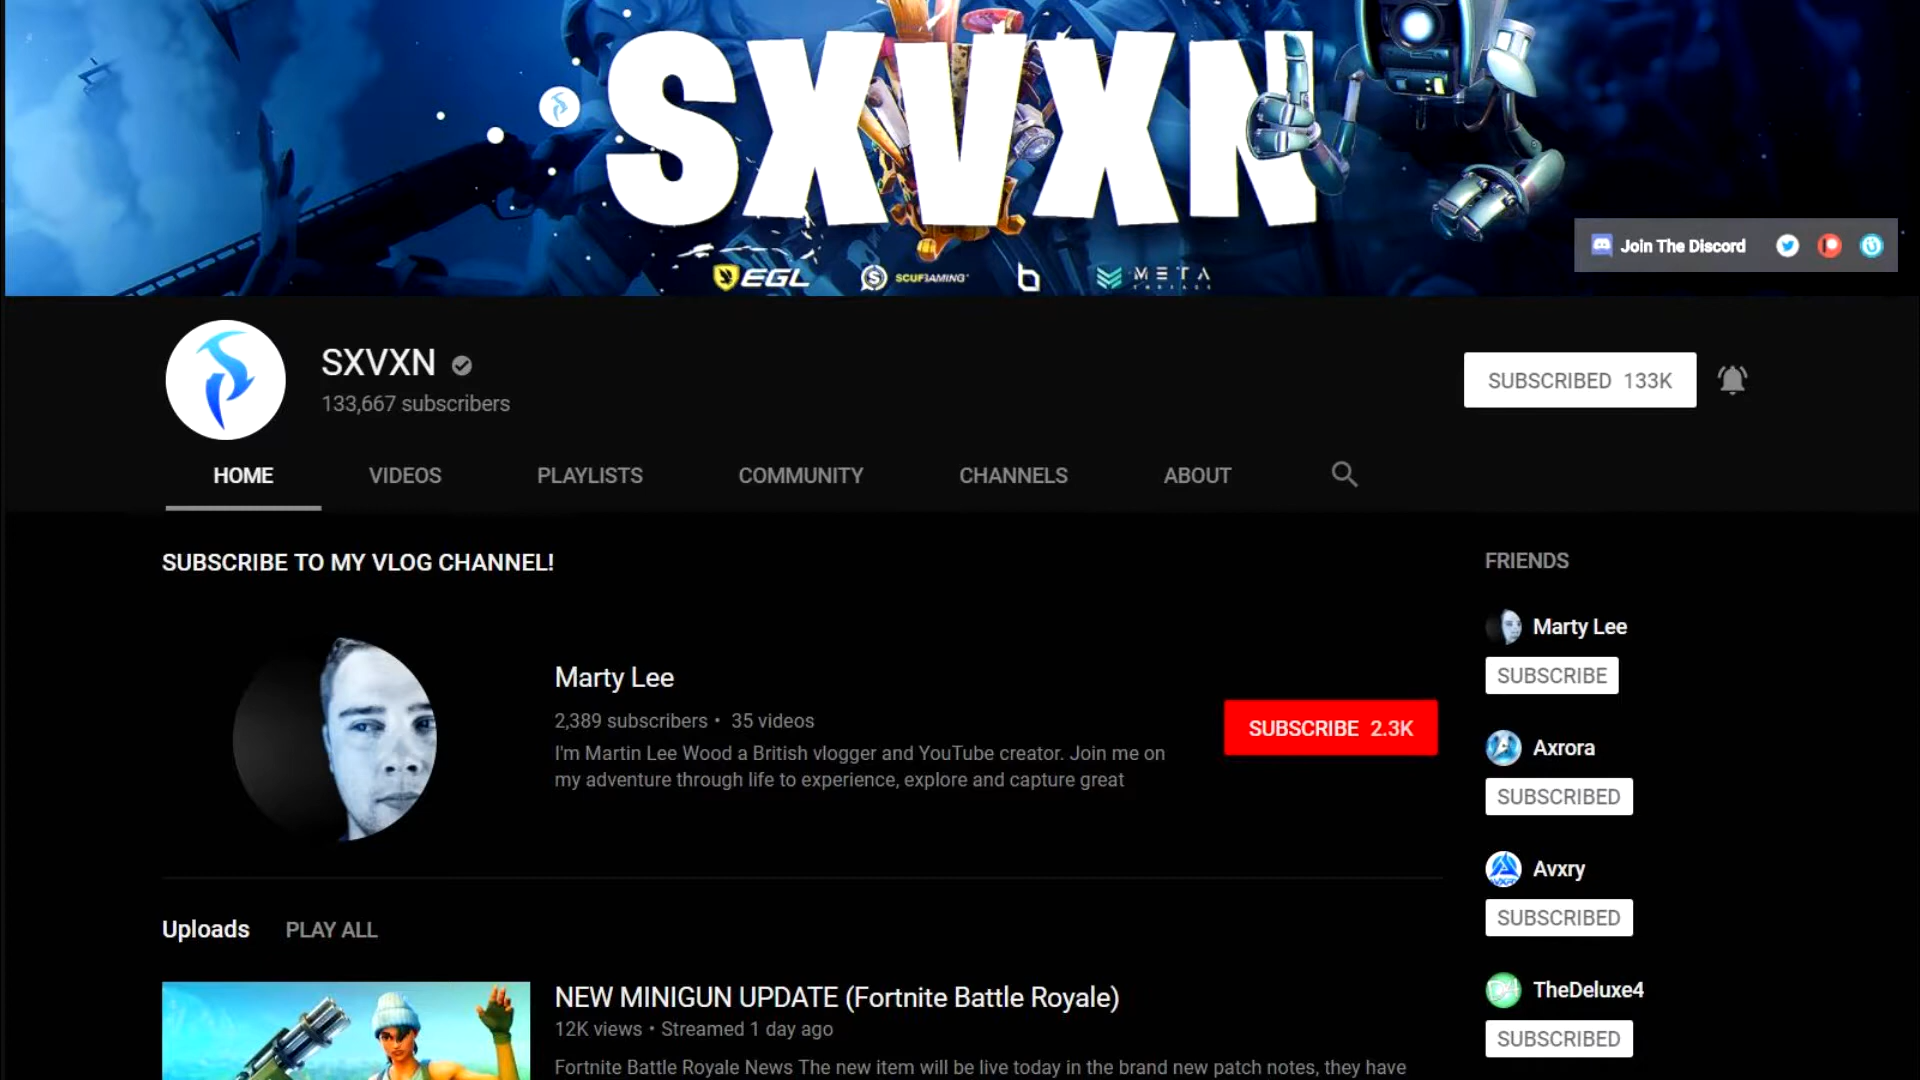 SXVXN
EGL
SCUFGAMING
META
Join The Discord
SXVXN
133,667 subscribers
SUBSCRIBED 133K
HOME VIDEOS PLAYLISTS COMMUNITY CHANNELS ABOUT
SUBSCRIBE TO MY VLOG CHANNEL!
Marty Lee
2,389 subscribers • 35 videos
I'm Martin Lee Wood a British vlogger and YouTube creator. Join me on
my adventure through life to experience, explore and capture great
SUBSCRIBE 2.3K
Uploads PLAY ALL
NEW MINIGUN UPDATE (Fortnite Battle Royale)
12K views • Streamed 1 day ago
Fortnite Battle Royale News The new item will be live today in the brand new patch notes, they have
FRIENDS
Marty Lee
SUBSCRIBE
Axrora
SUBSCRIBED
Avxry
SUBSCRIBED
TheDeluxe4
SUBSCRIBED